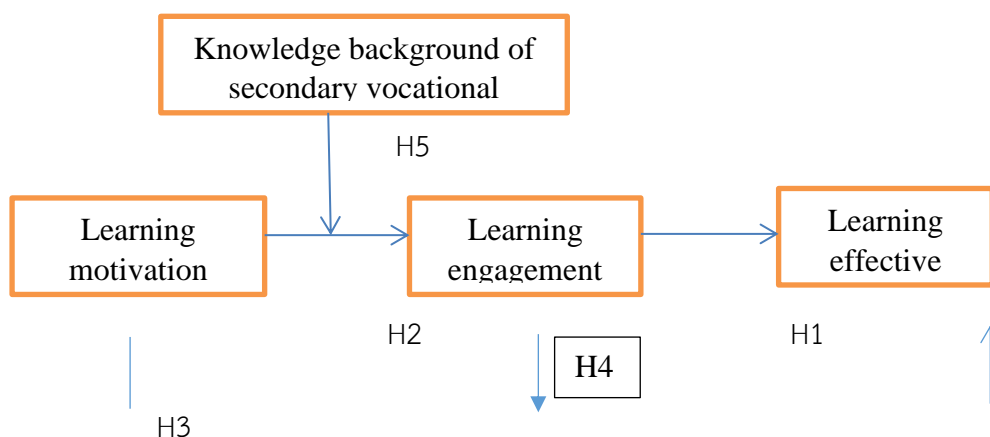 Knowledge background of
secondary vocational
H5
Learning
motivation
Learning
engagement
Learning
effective
H2
H1
H4
H3